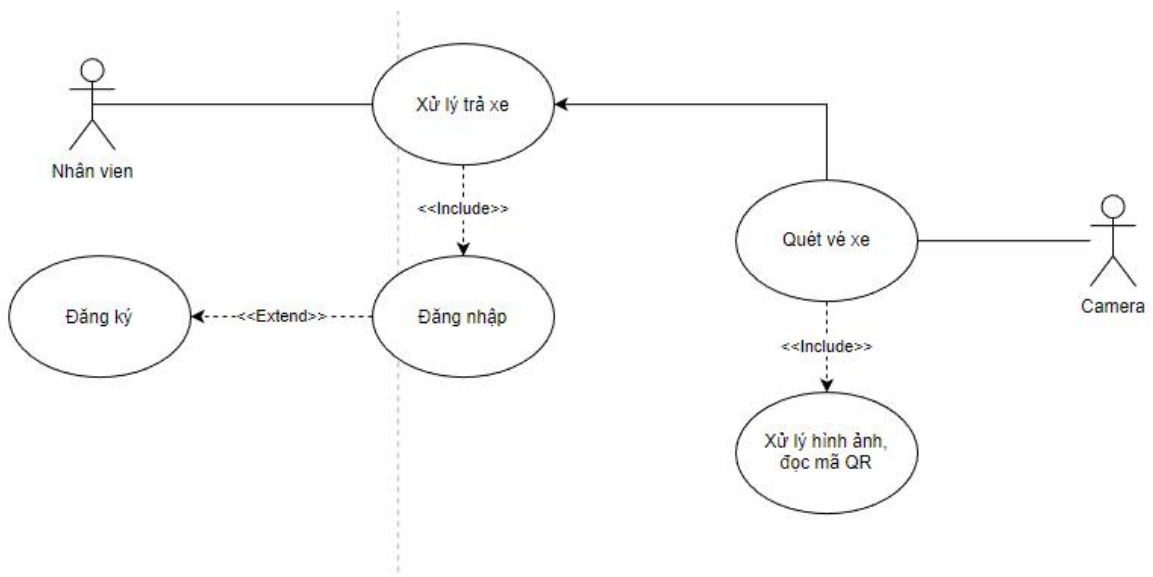 Xử lý trả xe
Nhân vien
<<Include>>
Quét vé xe
Camera
Đăng ký
<<Extend>>
Đăng nhập
<<Include>>
Xử lý hình ảnh,
đọc mã QR